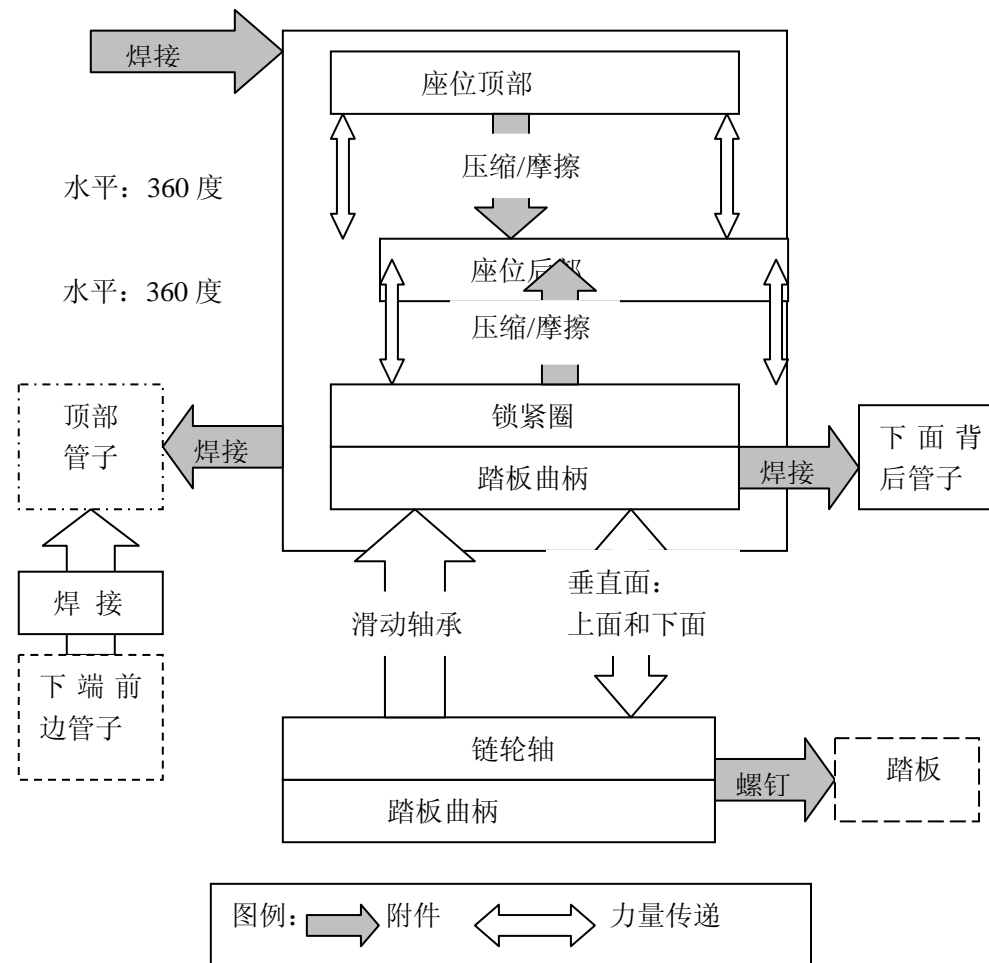 焊接
座位顶部
压缩/摩擦
水平：360 度
座位后部
水平：360 度
压缩/摩擦
顶部
管子
焊接
锁紧圈
踏板曲柄
焊接
下面背
后管子
焊 接
滑动轴承
垂直面：
上面和下面
下端前
边管子
链轮轴
踏板曲柄
螺钉
踏板
图例：
附件
力量传递